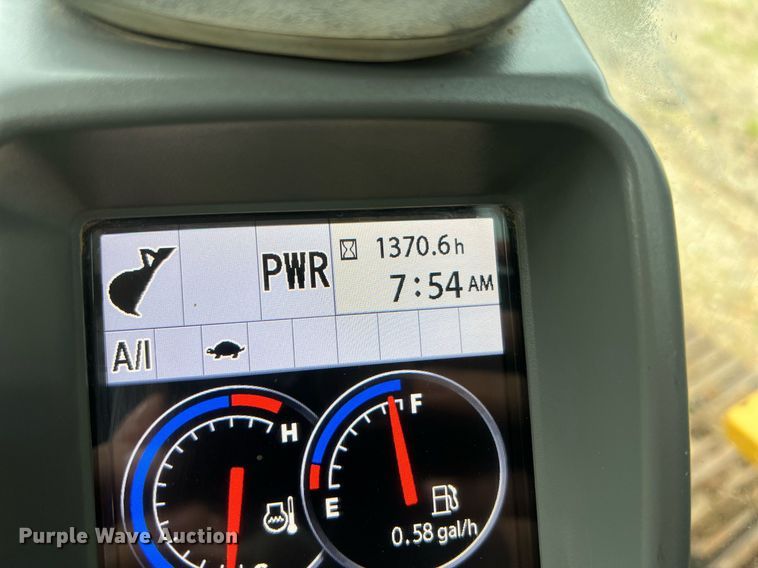 PWR
1370.6h
7:54 AM
A/I
H
F
E
0.58 gal/h
Purple Wave Auction